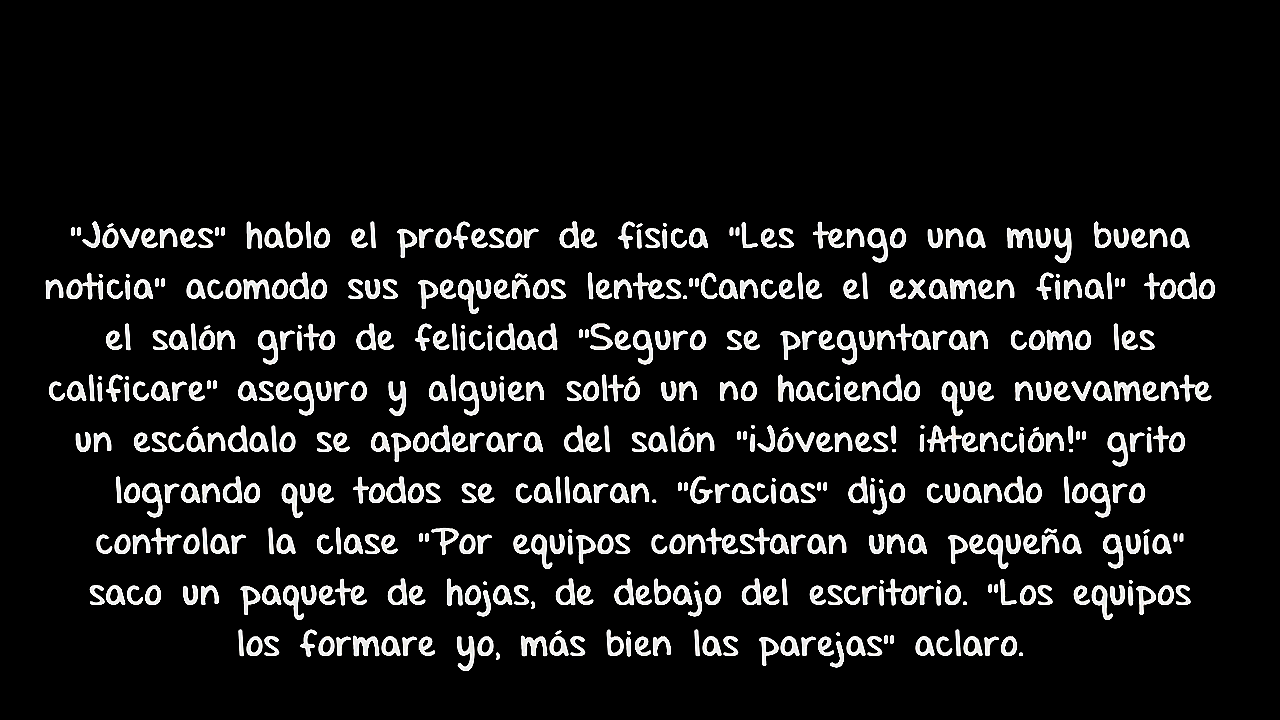 "Jóvenes" hablo el profesor de física "Les tengo una muy buena
noticia" acomodo sus pequeños lentes."Cancele el examen final" todo
el salón grito de felicidad "Seguro se preguntaran como les
calificare" aseguro y alguien soltó un no haciendo que nuevamente
un escándalo se apoderara del salón "¡Jóvenes! ¡Atención!" grito
logrando que todos se callaran. "Gracias" dijo cuando logro
controlar la clase "Por equipos contestaran una pequeña guía"
saco un paquete de hojas, de debajo del escritorio. "Los equipos
los formare yo, más bien las parejas" aclaro.